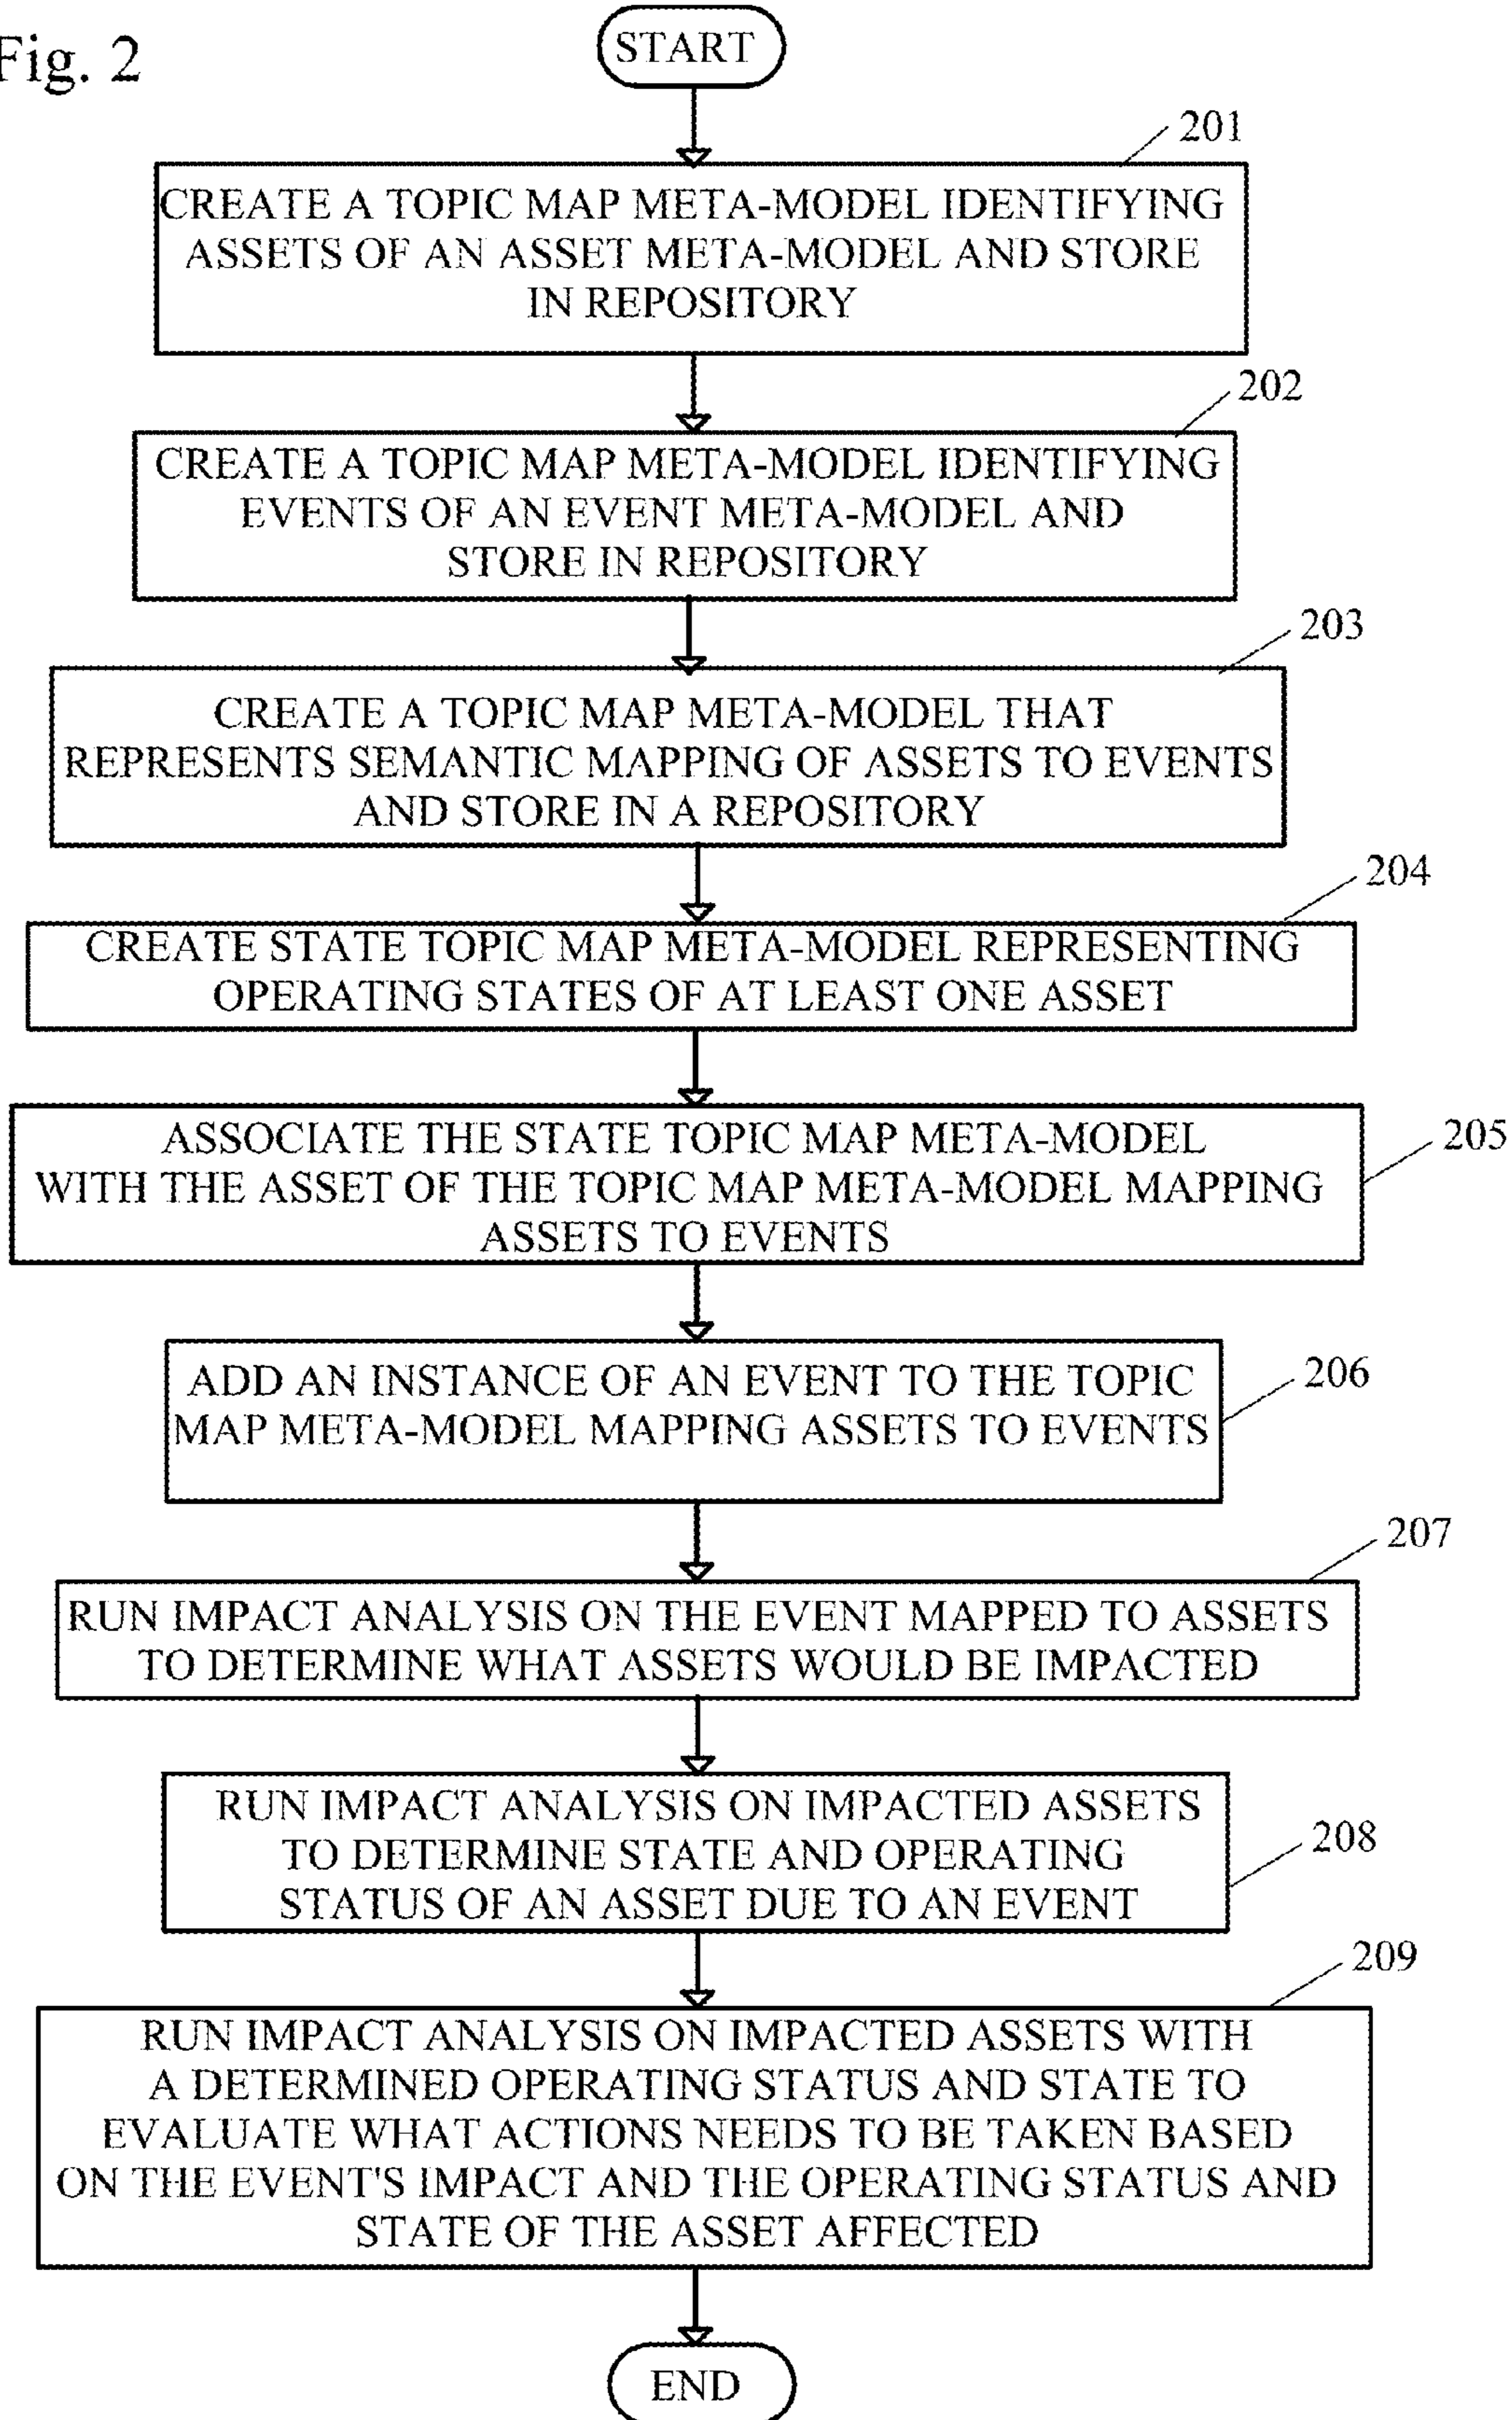 Fig. 2
START
201
CREATE A TOPIC MAP META-MODEL IDENTIFYING
ASSETS OF AN ASSET META-MODEL AND STORE
IN REPOSITORY
202
CREATE A TOPIC MAP META-MODEL IDENTIFYING
EVENTS OF AN EVENT META-MODEL AND
STORE IN REPOSITORY
203
CREATE A TOPIC MAP META-MODEL THAT
REPRESENTS SEMANTIC MAPPING OF ASSETS TO EVENTS
AND STORE IN A REPOSITORY
204
CREATE STATE TOPIC MAP META-MODEL REPRESENTING
OPERATING STATES OF AT LEAST ONE ASSET
205
ASSOCIATE THE STATE TOPIC MAP META-MODEL
WITH THE ASSET OF THE TOPIC MAP META-MODEL MAPPING
ASSETS TO EVENTS
206
ADD AN INSTANCE OF AN EVENT TO THE TOPIC
MAP META-MODEL MAPPING ASSETS TO EVENTS
207
RUN IMPACT ANALYSIS ON THE EVENT MAPPED TO ASSETS
TO DETERMINE WHAT ASSETS WOULD BE IMPACTED
208
RUN IMPACT ANALYSIS ON IMPACTED ASSETS
TO DETERMINE STATE AND OPERATING
STATUS OF AN ASSET DUE TO AN EVENT
209
RUN IMPACT ANALYSIS ON IMPACTED ASSETS WITH
A DETERMINED OPERATING STATUS AND STATE TO
EVALUATE WHAT ACTIONS NEEDS TO BE TAKEN BASED
ON THE EVENT'S IMPACT AND THE OPERATING STATUS AND
STATE OF THE ASSET AFFECTED
END